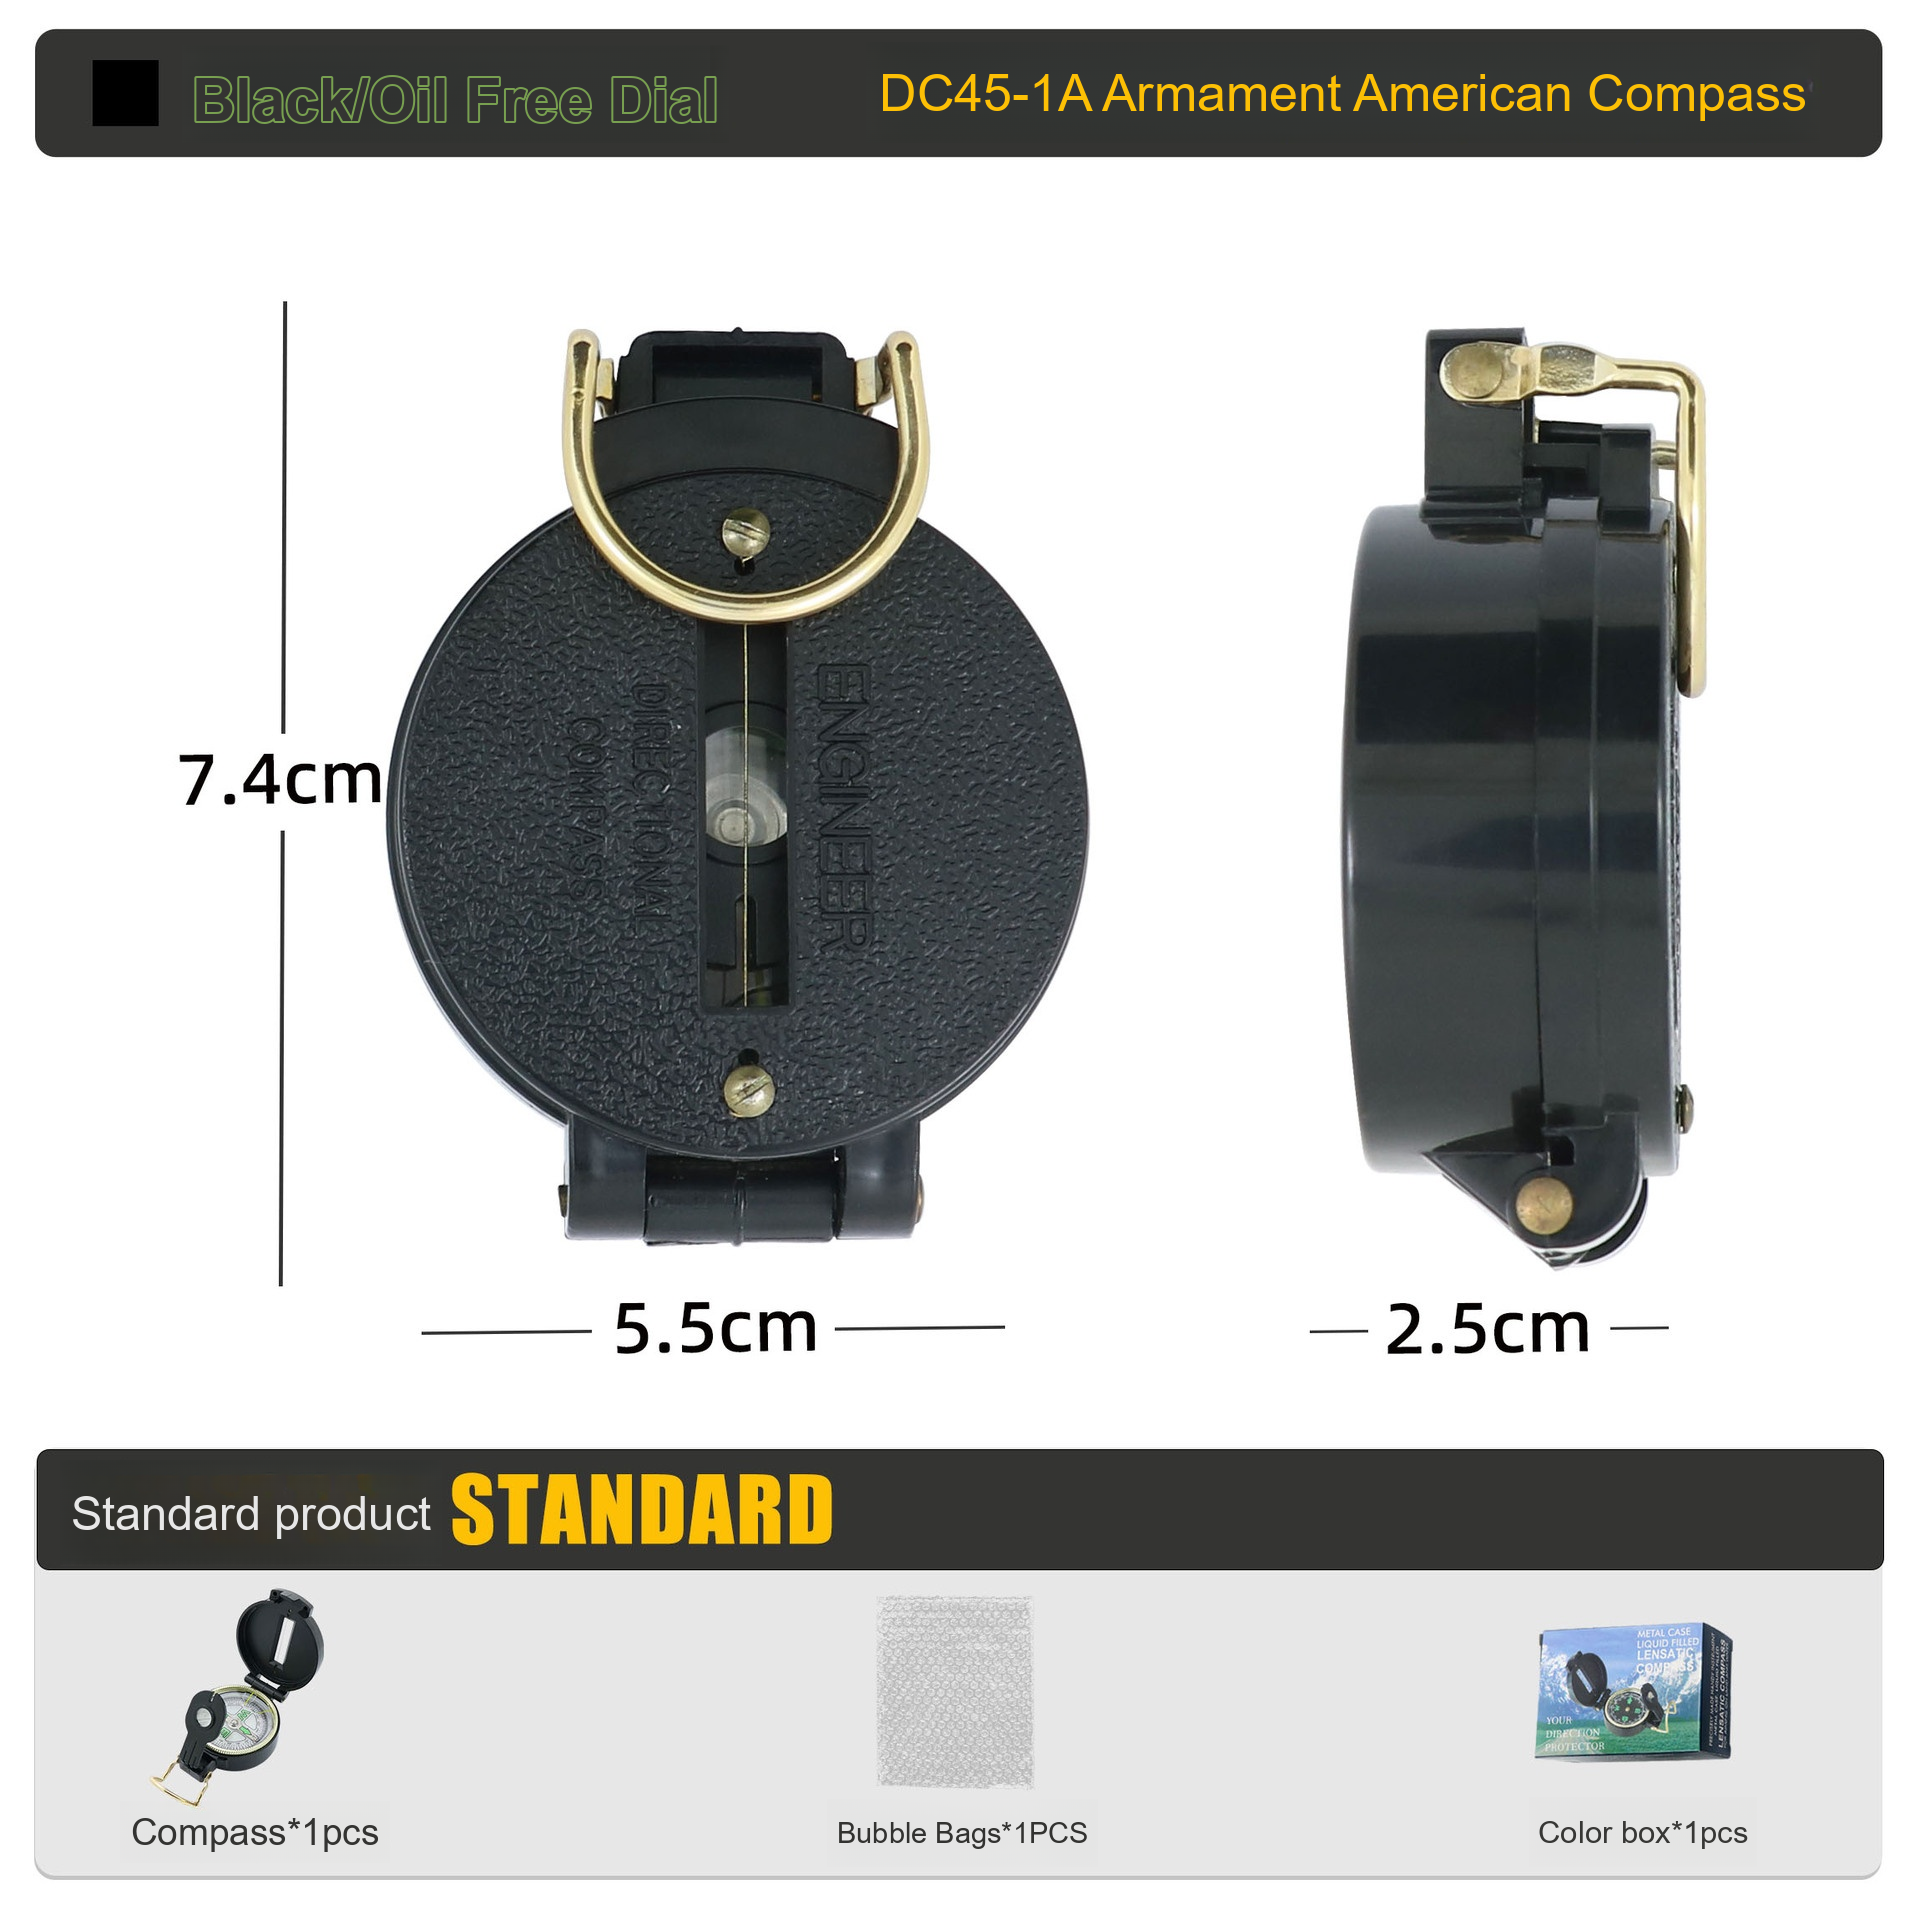 Black/Oil Free Dial
DC45-1A Armament American Compass
ENGINEER
DIRECTIONAL
COMPASS
7.4cm
5.5cm
2.5cm
Standard product STANDARD
METAL CASE
LIQUID FILLED
LENSATIC
COMPASS
YOUR
DIRECTION
PROTECTOR
LENSATIC COMPASS
Compass*1pcs
Bubble Bags*1PCS
Color box*1pcs